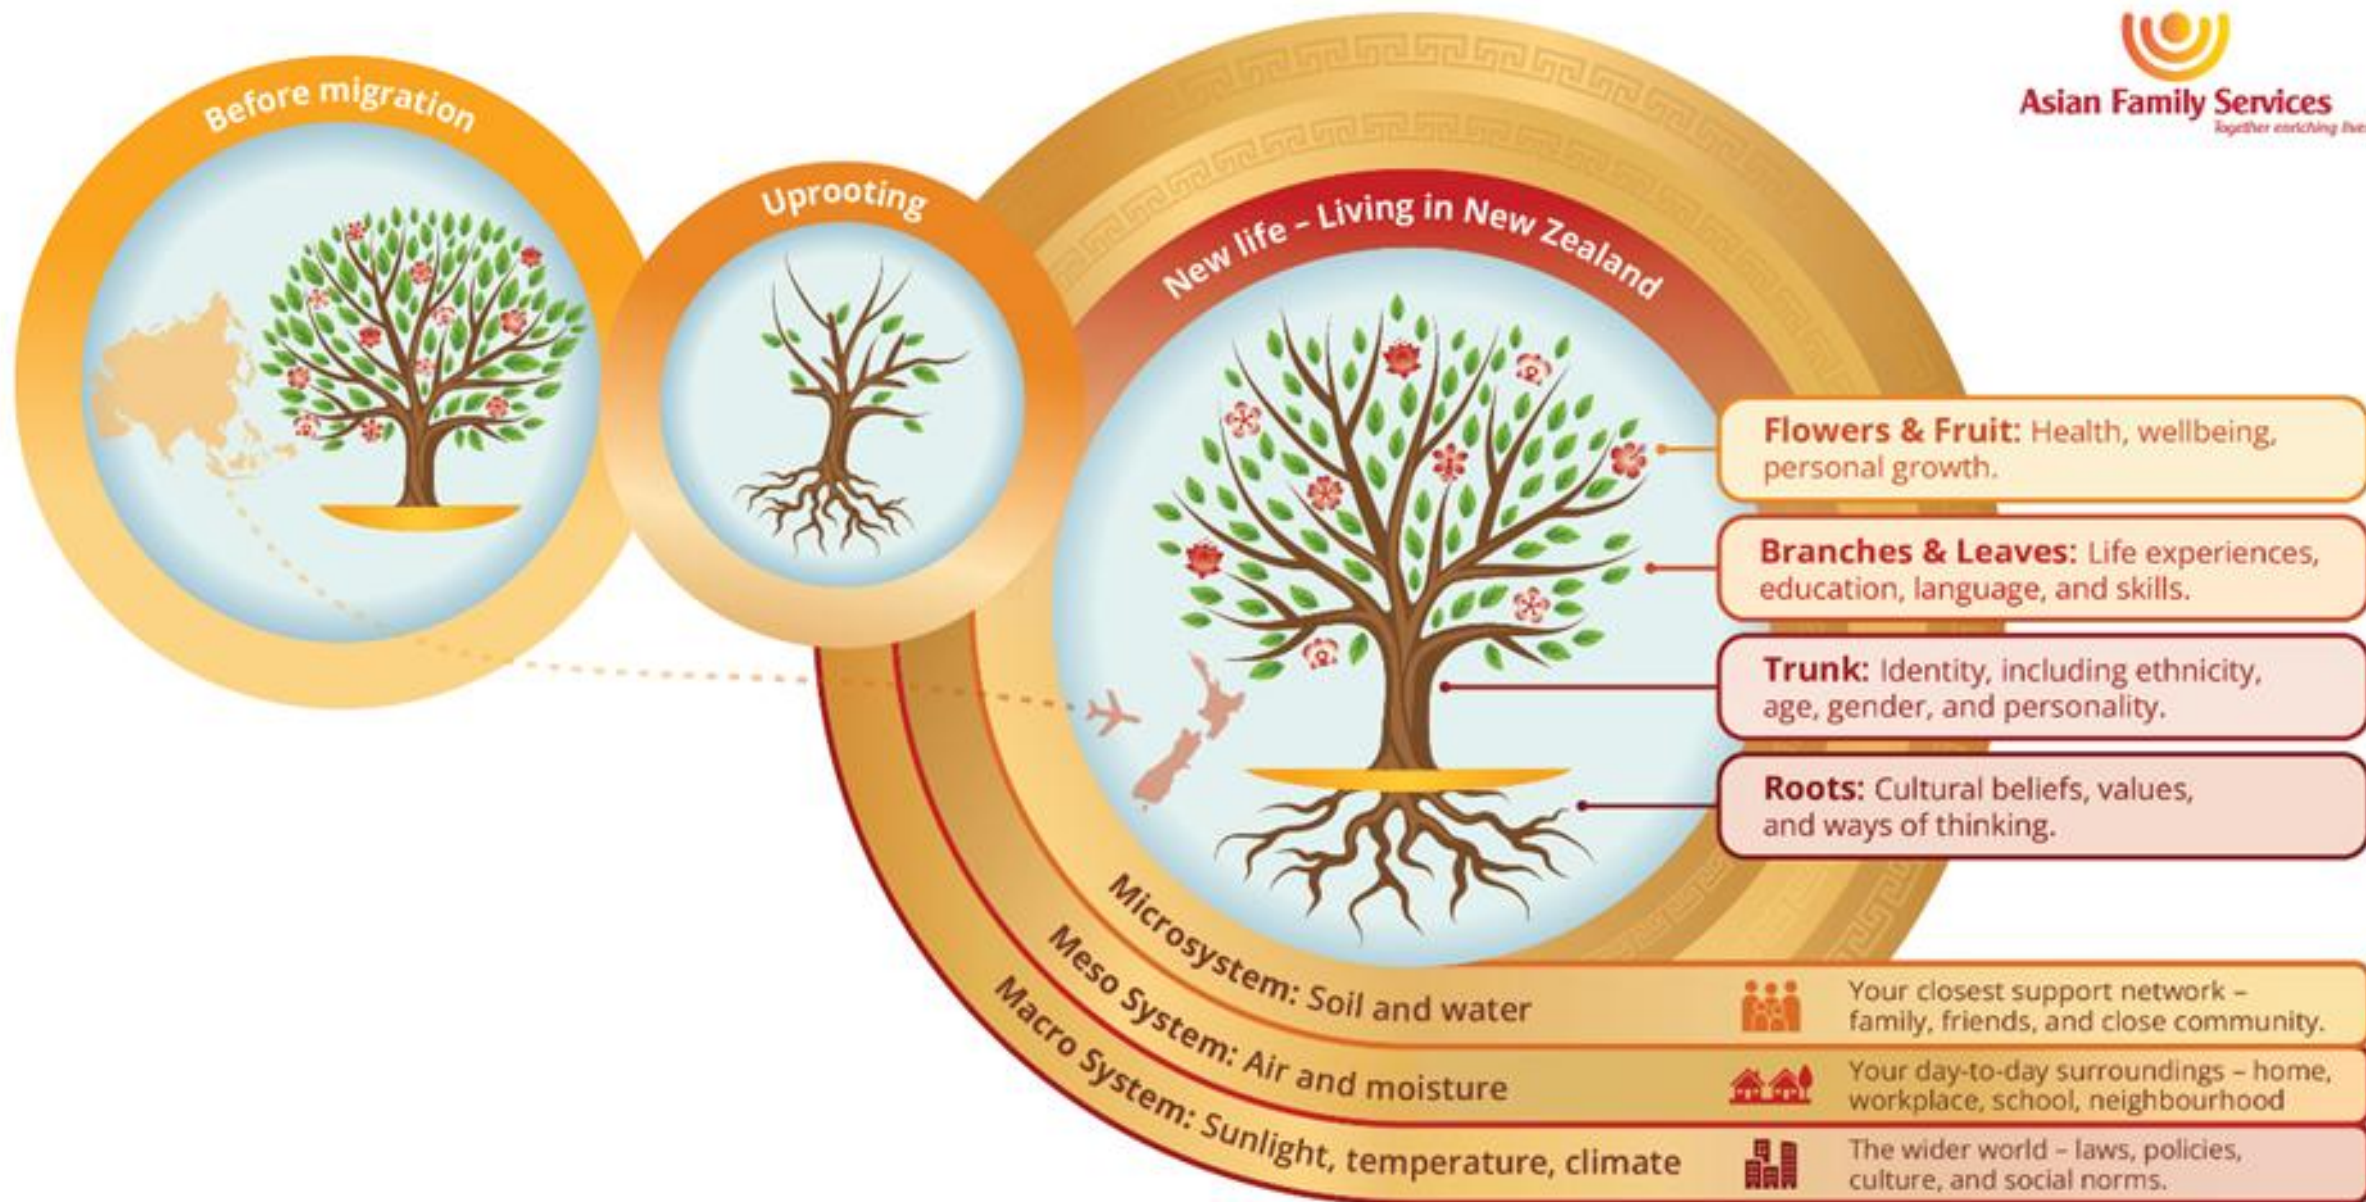 Asian Family Services
Together enriching lives
Before migration
Uprooting
New life – Living in New Zealand
Flowers & Fruit: Health, wellbeing,
personal growth.
Branches & Leaves: Life experiences,
education, language, and skills.
Trunk: Identity, including ethnicity,
age, gender, and personality.
Roots: Cultural beliefs, values,
and ways of thinking.
Microsystem: Soil and water
Your closest support network –
family, friends, and close community.
Meso System: Air and moisture
Your day-to-day surroundings – home,
workplace, school, neighbourhood
Macro System: Sunlight, temperature, climate
The wider world – laws, policies,
culture, and social norms.